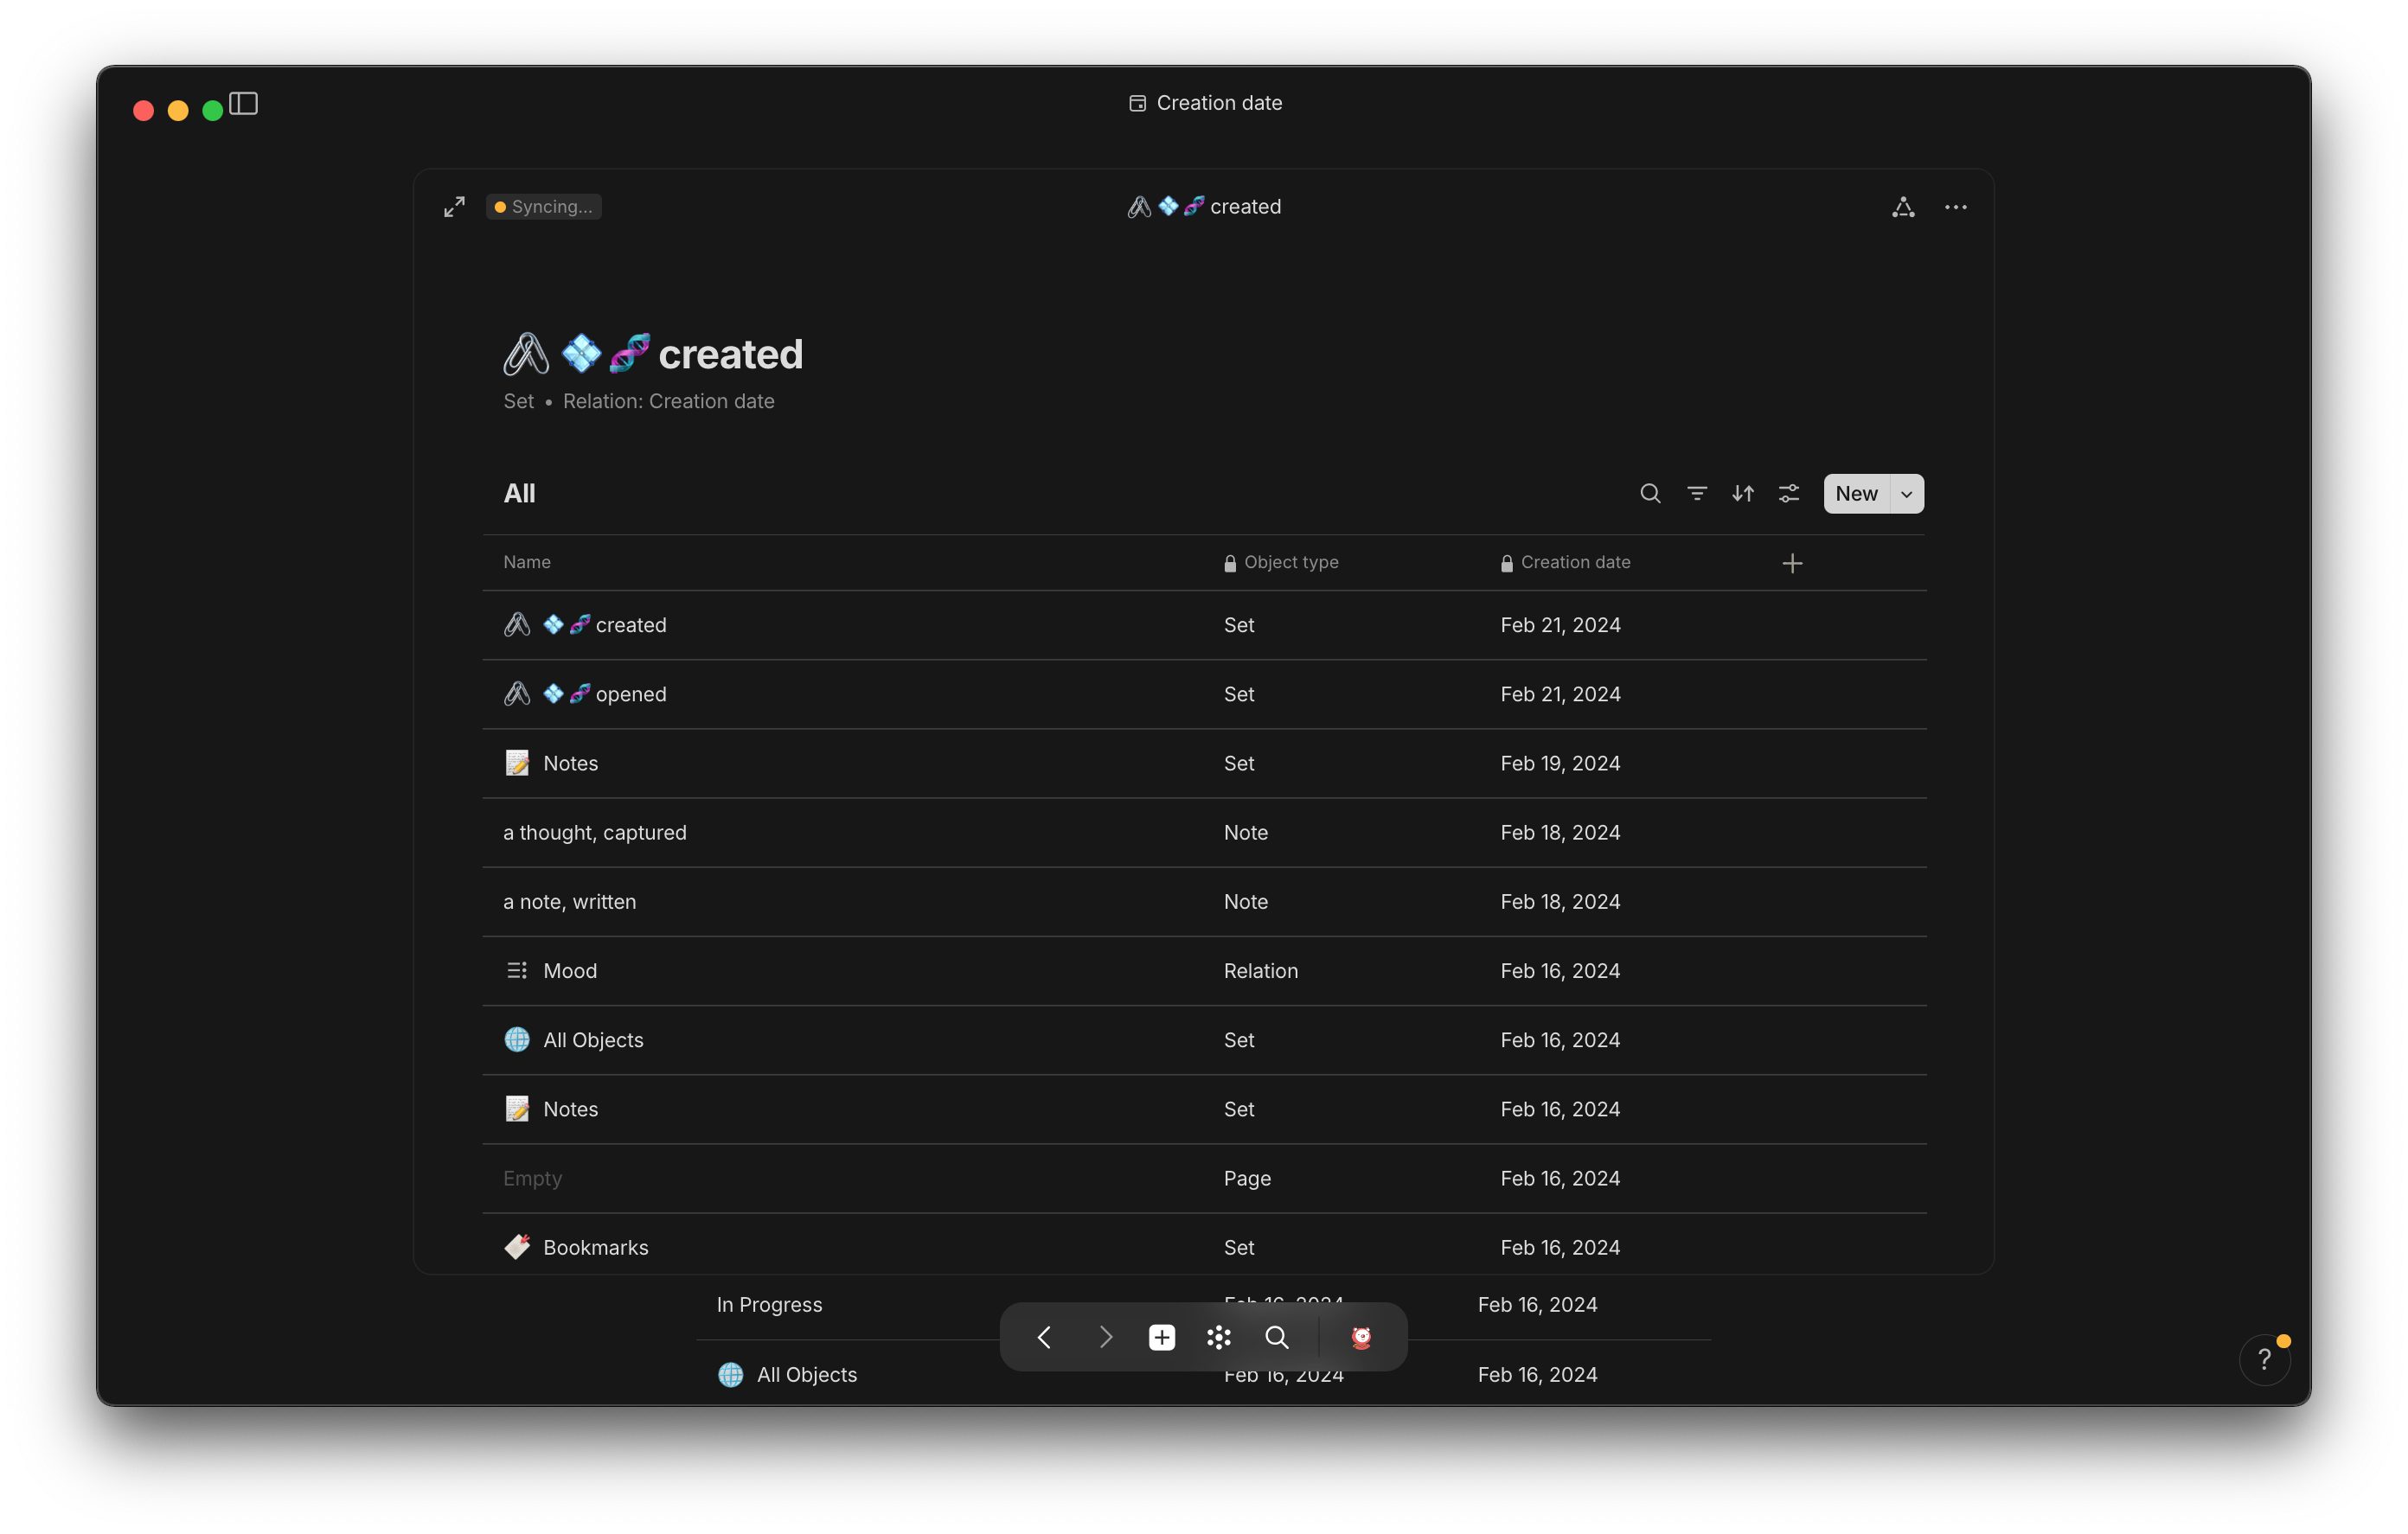 Creation date
Syncing...
created
created
Set • Relation: Creation date
All
New
Name Object type Creation date
created Set Feb 21, 2024
opened Set Feb 21, 2024
Notes Set Feb 19, 2024
a thought, captured Note Feb 18, 2024
a note, written Note Feb 18, 2024
Mood Relation Feb 16, 2024
All Objects Set Feb 16, 2024
Notes Set Feb 16, 2024
Empty Page Feb 16, 2024
Bookmarks Set Feb 16, 2024
In Progress Feb 16, 2024 Feb 16, 2024
All Objects Feb 16, 2024 Feb 16, 2024
?